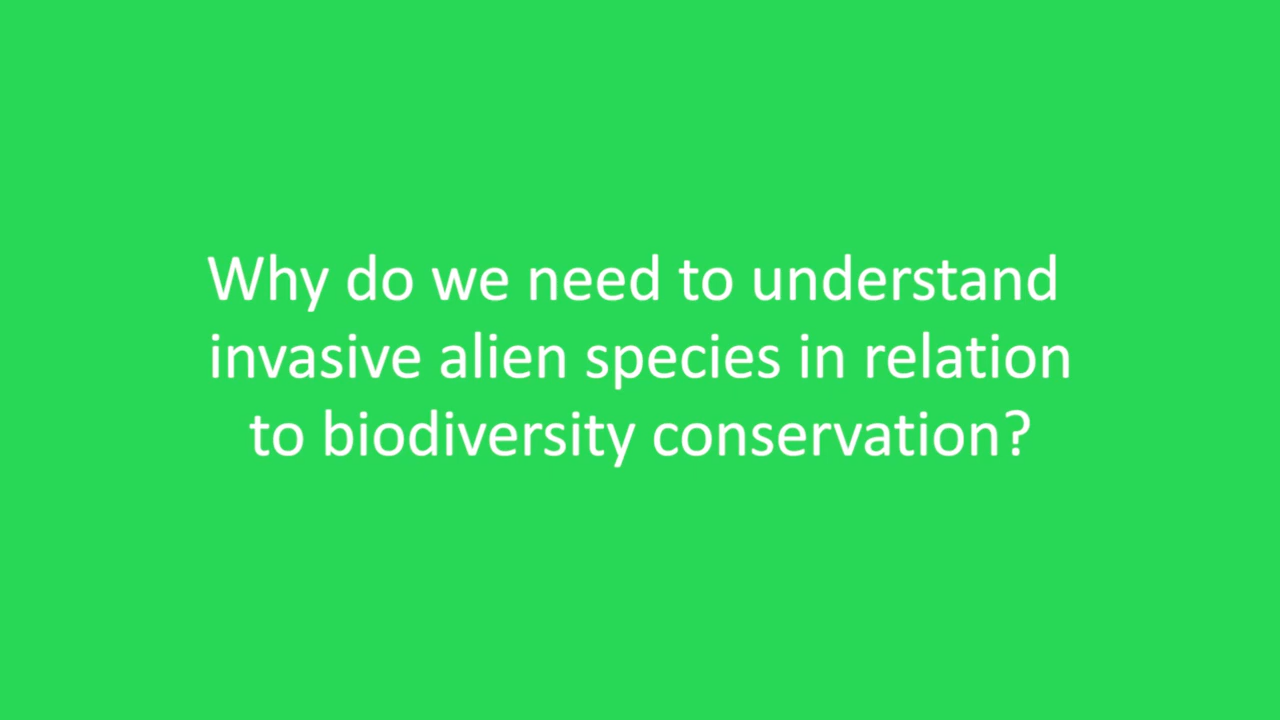 Why do we need to understand
invasive alien species in relation
to biodiversity conservation?